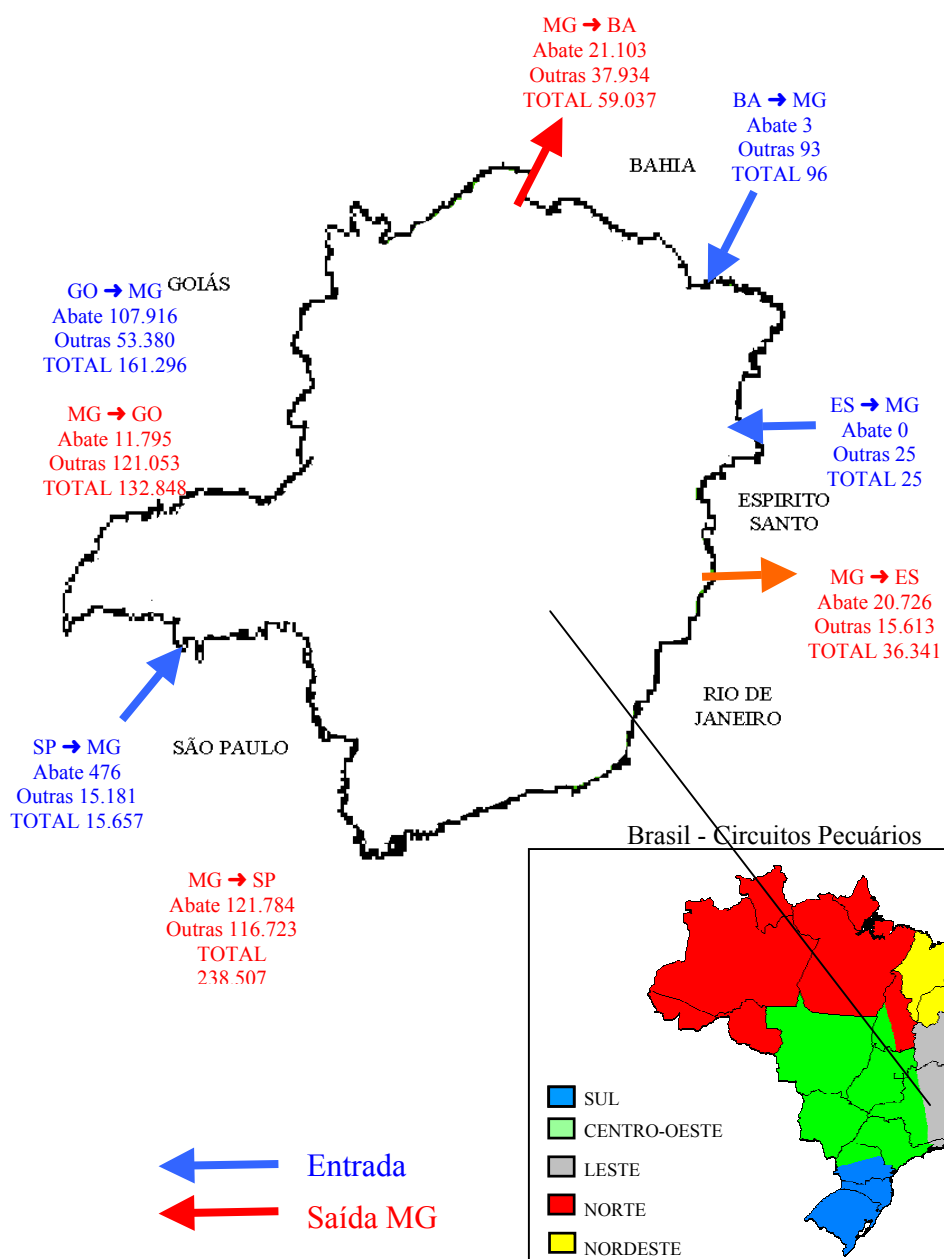 MG ➔ BA
Abate 21.103
Outras 37.934
TOTAL 59.037
BA ➔ MG
Abate 3
Outras 93
TOTAL 96
BAHIA
GOIÁS
GO ➔ MG
Abate 107.916
Outras 53.380
TOTAL 161.296
MG ➔ GO
Abate 11.795
Outras 121.053
TOTAL 132.848
ES ➔ MG
Abate 0
Outras 25
TOTAL 25
ESPIRITO
SANTO
MG ➔ ES
Abate 20.726
Outras 15.613
TOTAL 36.341
RIO DE
JANEIRO
SÃO PAULO
SP ➔ MG
Abate 476
Outras 15.181
TOTAL 15.657
MG ➔ SP
Abate 121.784
Outras 116.723
TOTAL
238.507
Brasil - Circuitos Pecuários
SUL
CENTRO-OESTE
LESTE
NORTE
NORDESTE
Entrada
Saída MG